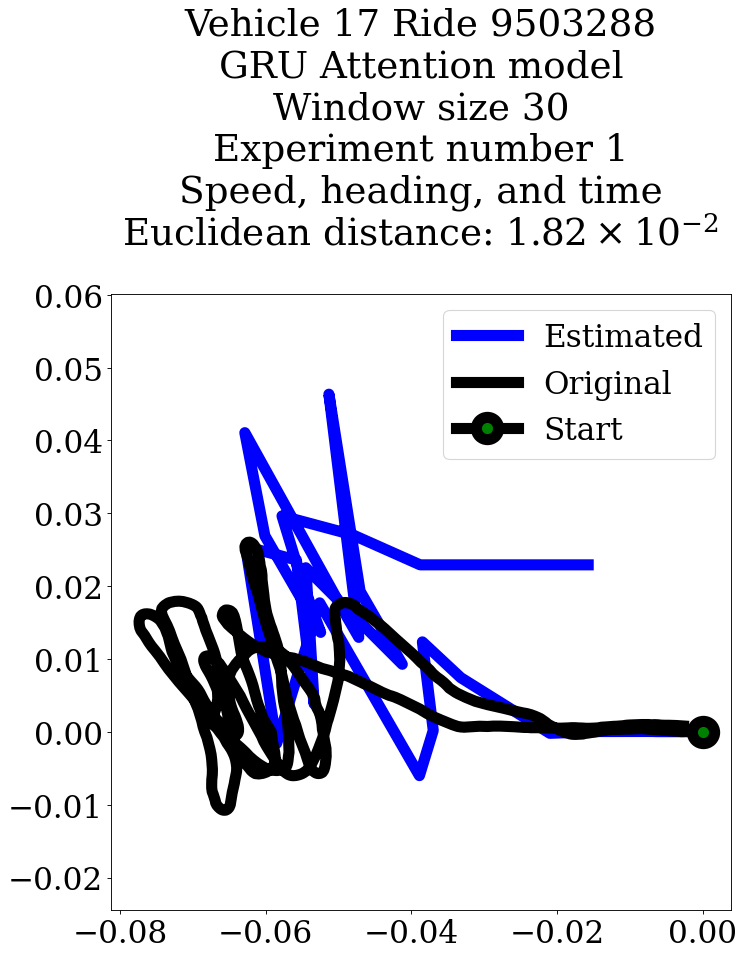 Vehicle 17 Ride 9503288
GRU Attention model
Window size 30
Experiment number 1
Speed, heading, and time
Euclidean distance: 1.82 × 10⁻²
0.06
0.05
0.04
0.03
0.02
0.01
0.00
−0.01
−0.02
Estimated
Original
Start
−0.08 −0.06 −0.04 −0.02 0.00